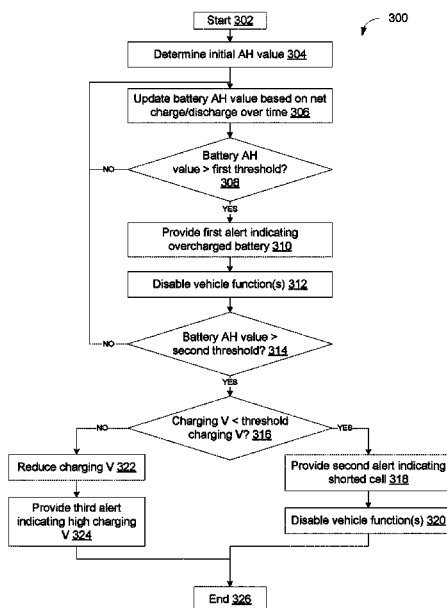 300
Start 302
Determine initial AH value 304
Update battery AH value based on net
charge/discharge over time 306
Battery AH
value > first threshold?
308
NO
YES
Provide first alert indicating
overcharged battery 310
Disable vehicle function(s) 312
Battery AH value >
second threshold? 314
NO
YES
Charging V < threshold
charging V? 316
NO
YES
Reduce charging V 322
Provide third alert
indicating high charging
V 324
Provide second alert indicating
shorted cell 318
Disable vehicle function(s) 320
End 326